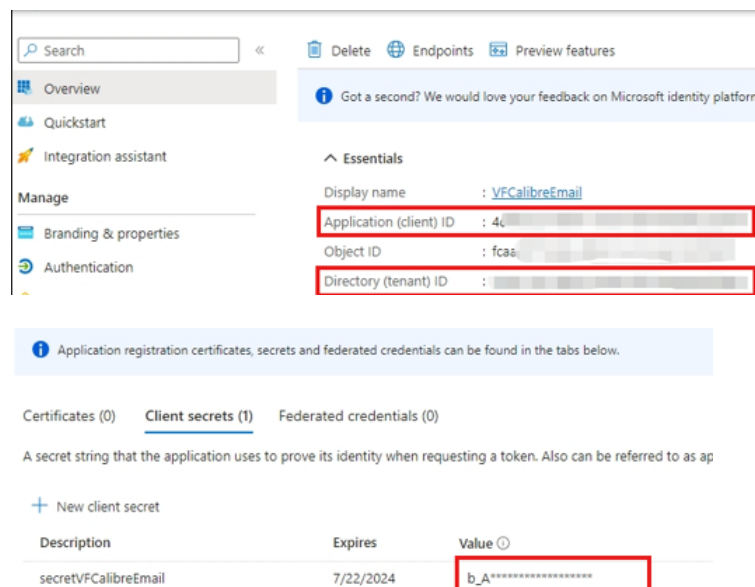 Search «
Delete Endpoints Preview features
Overview
Got a second? We would love your feedback on Microsoft identity platfor
Quickstart
Integration assistant
Essentials
Manage
Display name : VFCalibreEmail
Application (client) ID :
Branding & properties
Object ID : fcaa
Authentication
Directory (tenant) ID :
Application registration certificates, secrets and federated credentials can be found in the tabs below.
Certificates (0) Client secrets (1) Federated credentials (0)
A secret string that the application uses to prove its identity when requesting a token. Also can be referred to as ap
+ New client secret
Description Expires Value
secretVFCalibreEmail 7/22/2024 b_A******************